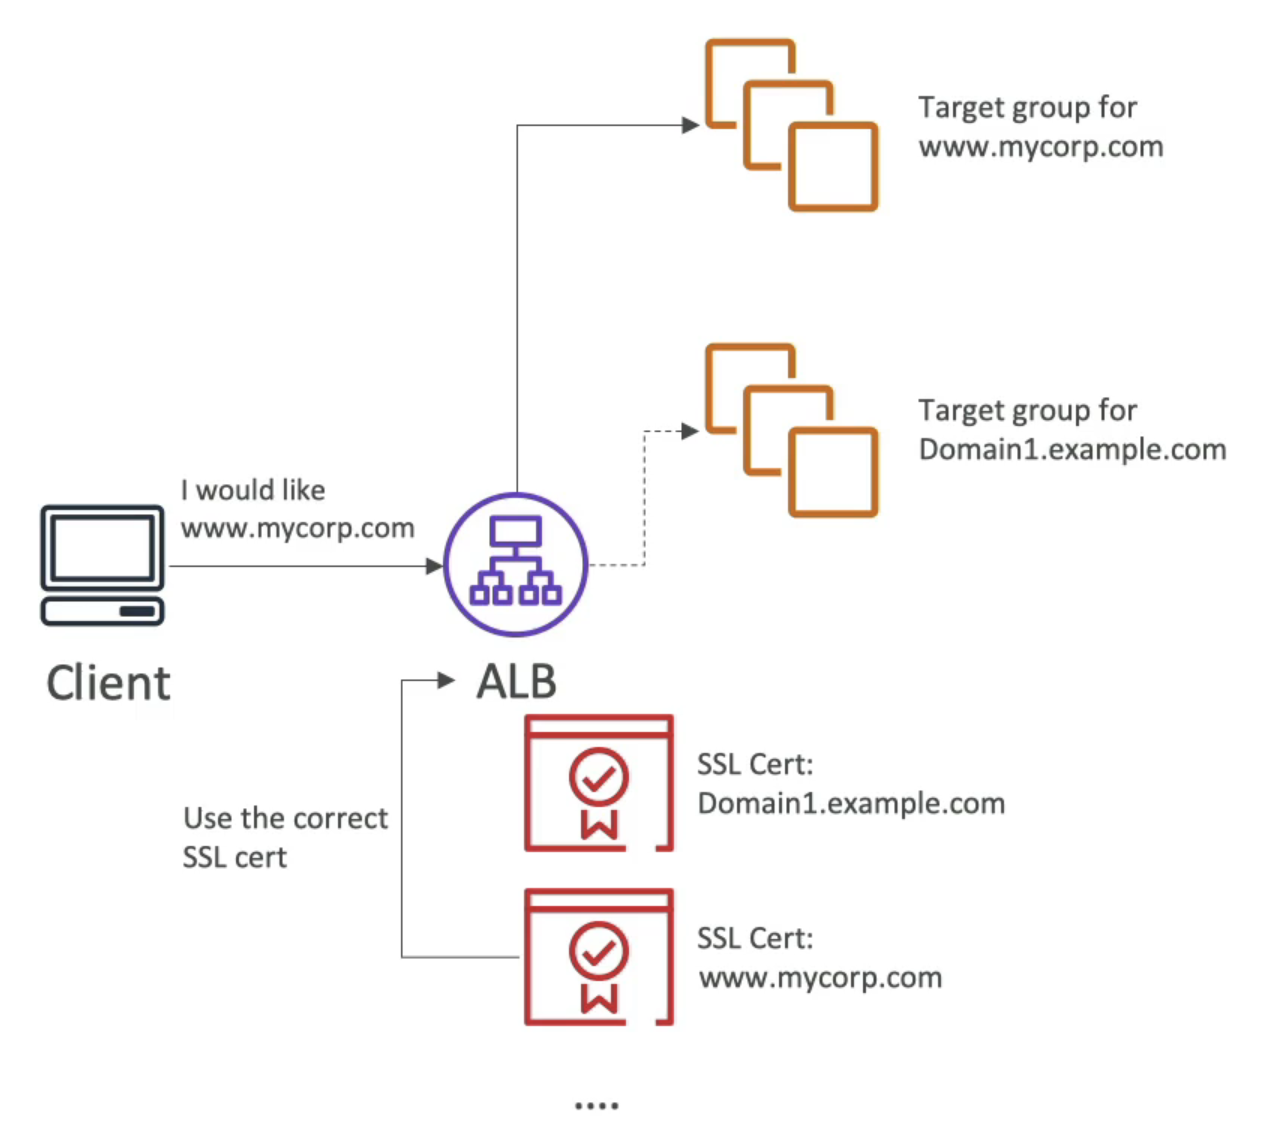 Target group for
www.mycorp.com
Target group for
Domain1.example.com
I would like
www.mycorp.com
Client
ALB
SSL Cert:
Domain1.example.com
Use the correct
SSL cert
SSL Cert:
www.mycorp.com
....